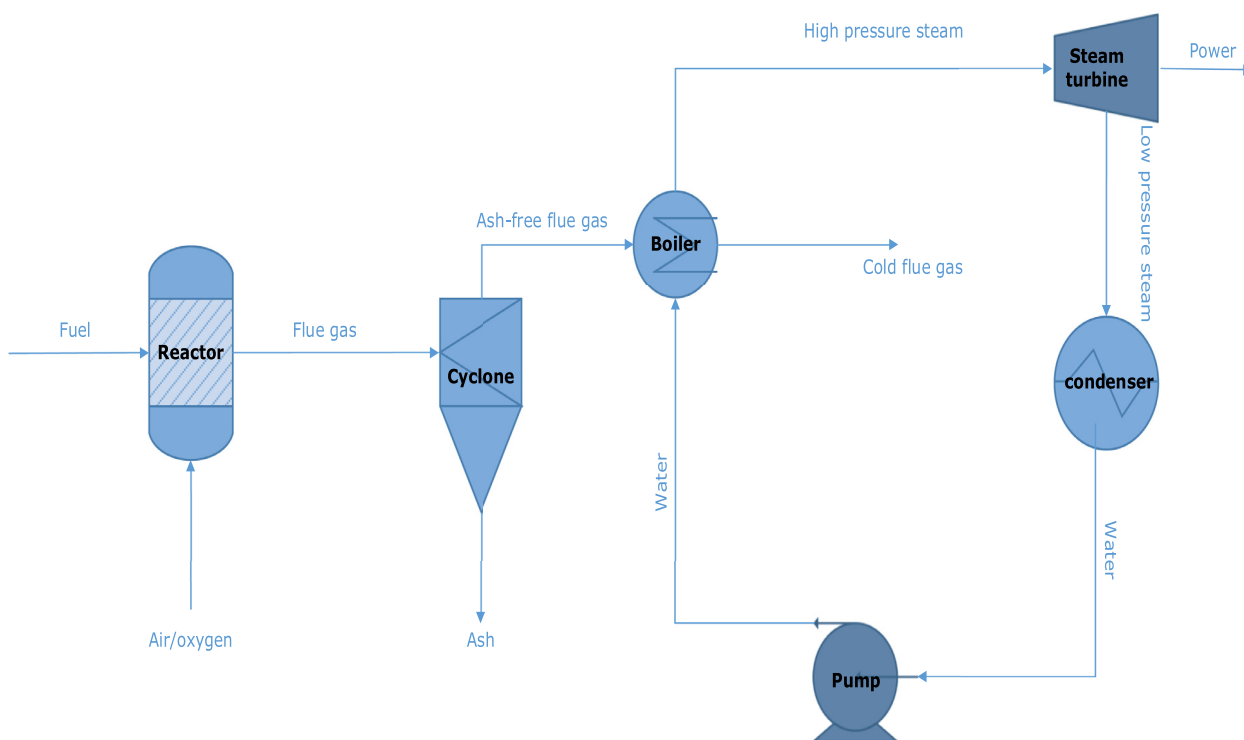 High pressure steam
Steam
turbine
Power
Low pressure steam
Ash-free flue gas
Boiler
Cold flue gas
Fuel
Reactor
Flue gas
Cyclone
condenser
Water
Water
Air/oxygen
Ash
Pump